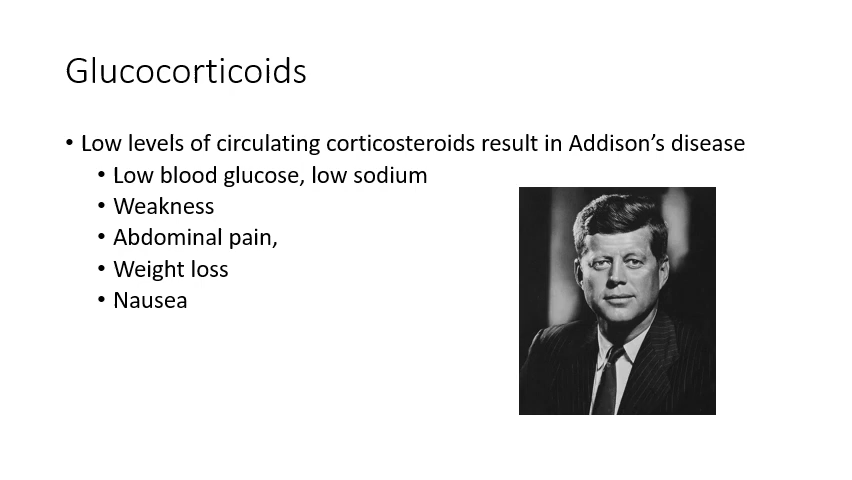 Glucocorticoids
• Low levels of circulating corticosteroids result in Addison’s disease
• Low blood glucose, low sodium
• Weakness
• Abdominal pain,
• Weight loss
• Nausea